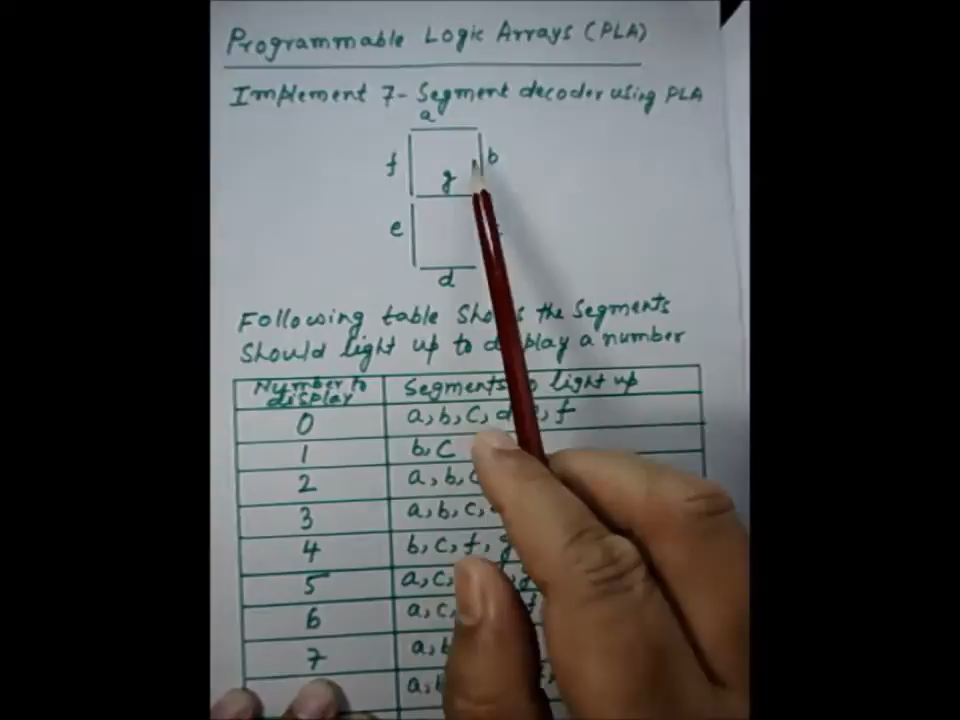 Programmable Logic Arrays (PLA)
Implement 7-Segment decoder using PLA
a
f b
g
e
d
Following table the Segments
Should light up to display a number
Number to display Segments light up
0 a, b, c, d, f
1 b, c
2 a, b,
3 a, b, c,
4 b, c, f, g
5 a, c,
6 a, c,
7 a, b
a, b